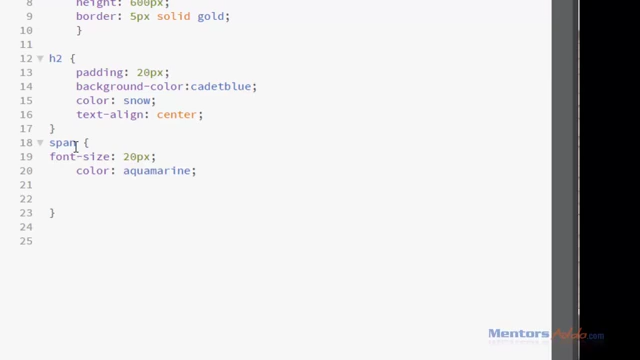 8 height: 600px;
9 border: 5px solid gold;
10 }
11
12 h2 {
13 padding: 20px;
14 background-color:cadetblue;
15 color: snow;
16 text-align: center;
17 }
18 span {
19 font-size: 20px;
20 color: aquamarine;
21
22
23 }
24
25
MentorsAddo.com